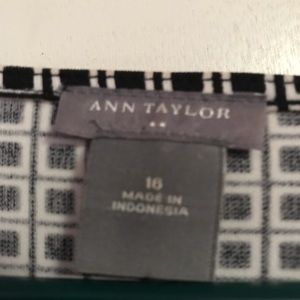 ANN TAYLOR
16
MADE IN
INDONESIA